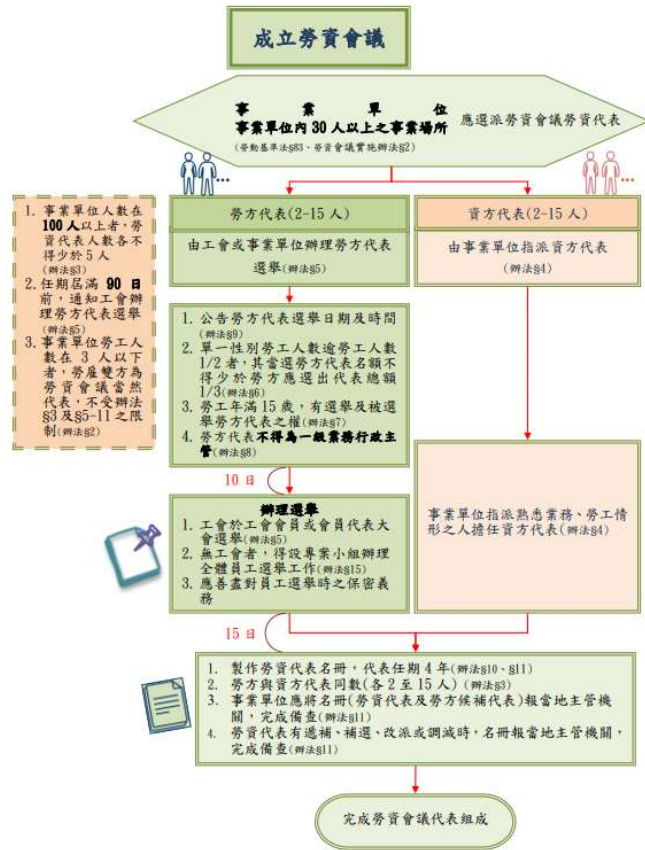 成立勞資會議
事業單位
事業單位內30人以上之事業場所
(勞動基準法§83、勞資會議實施辦法§2)
應選派勞資會議勞資代表
1. 事業單位人數在
100人以上者，勞
資代表人數各不
得少於5人
(辦法§3)
2. 任期屆滿 90 日
前，通知工會辦
理勞方代表選舉
(辦法§5)
3. 事業單位勞工人
數在 3 人以下
者，勞雇雙方為
勞資會議當然
代表，不受辦法
§3及§5-11之限
制(辦法§2)
勞方代表(2-15人)
由工會或事業單位辦理勞方代表
選舉(辦法§5)
資方代表(2-15人)
由事業單位指派資方代表
(辦法§4)
1. 公告勞方代表選舉日期及時間
(辦法§9)
2. 單一性別勞工人數逾勞工人數
1/2者，其當選勞方代表名額不
得少於勞方應選出代表總額
1/3(辦法§6)
3. 勞工年滿15歲，有選舉及被選
舉勞方代表之權(辦法§7)
4. 勞方代表不得為一級業務行政主
管(辦法§8)
10日
辦理選舉
1. 工會於工會會員或會員代表大
會選舉(辦法§5)
2. 無工會者，得設專案小組辦理
全體員工選舉工作(辦法§15)
3. 應善盡對員工選舉時之保密義
務
事業單位指派熟悉業務、勞工情
形之人擔任資方代表(辦法§4)
15日
1. 製作勞資代表名冊，代表任期4年(辦法§10、§11)
2. 勞方與資方代表同數(各2至15人)(辦法§3)
3. 事業單位應將名冊(勞資代表及勞方候補代表)報當地主管機
關，完成備查(辦法§11)
4. 勞資代表有遞補、補選、改派或調減時，名冊報當地主管機關，
完成備查(辦法§11)
完成勞資會議代表組成